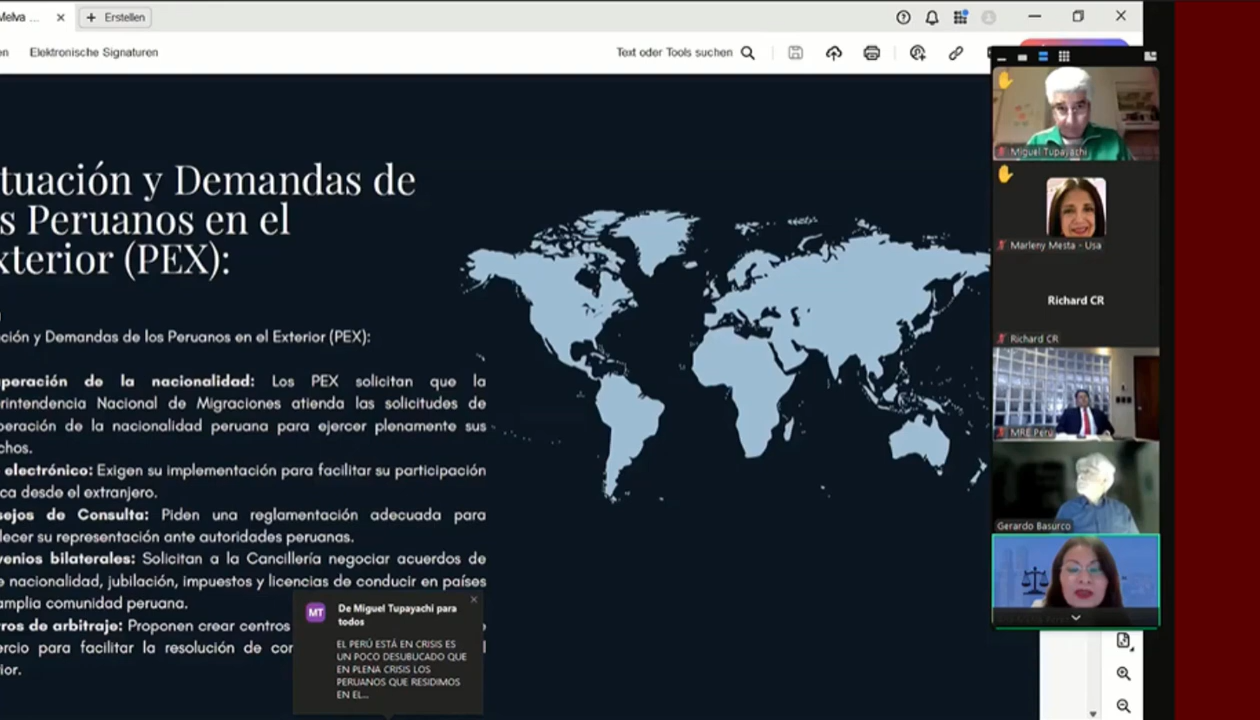 Melva ...
Erstellen
en
Elektronische Signaturen
Text oder Tools suchen
tuación y Demandas de
s Peruanos en el
xterior (PEX):
ción y Demandas de los Peruanos en el Exterior (PEX):
peración de la nacionalidad: Los PEX solicitan que la
rintendencia Nacional de Migraciones atienda las solicitudes de
peración de la nacionalidad peruana para ejercer plenamente sus
chos.
electrónico: Exigen su implementación para facilitar su participación
ca desde el extranjero.
sejos de Consulta: Piden una reglamentación adecuada para
lecer su representación ante autoridades peruanas.
venios bilaterales: Solicitan a la Cancillería negociar acuerdos de
e nacionalidad, jubilación, impuestos y licencias de conducir en países
amplia comunidad peruana.
ros de arbitraje: Proponen crear centros
ercio para facilitar la resolución de cor
ior.
MT
De Miguel Tupayachi para
todos
EL PERÚ ESTÁ EN CRISIS ES
UN POCO DESUBUCADO QUE
EN PLENA CRISIS LOS
PERUANOS QUE RESIDIMOS
EN EL...
Miguel Tupayachi
Marleny Mesta - Usa
Richard CR
Richard CR
MRE Perú
Gerardo Basurco